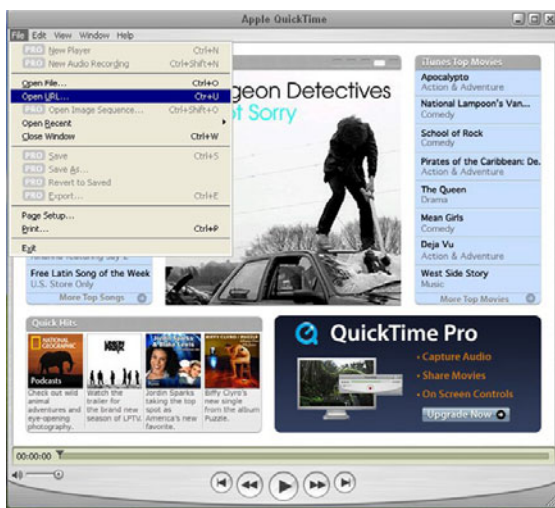 Apple QuickTime
File Edit View Window Help
PRO New Player Ctrl+N
PRO New Audio Recording Ctrl+Shift+N
Open File... Ctrl+O
Open URL... Ctrl+U
PRO Open Image Sequence... Ctrl+Shift+O
Open Recent
Close Window Ctrl+W
PRO Save Ctrl+S
PRO Save As...
PRO Revert to Saved
PRO Export... Ctrl+E
Page Setup...
Print... Ctrl+P
Exit
geon Detectives
ot Sorry
Free Latin Song of the Week
U.S. Store Only
More Top Songs
iTunes Top Movies
Apocalypto
Action & Adventure
National Lampoon's Van...
Comedy
School of Rock
Comedy
Pirates of the Caribbean: De.
Action & Adventure
The Queen
Drama
Mean Girls
Comedy
Deja Vu
Action & Adventure
West Side Story
Music
More Top Movies
Quick Hits
NATIONAL
GEOGRAPHIC
Podcasts
Check out wild
animal
adventures and
eye-opening
photography.
Watch the
trailer for
the brand new
season of LPTV.
Jordin Sparks
& Blake Lewis
Jordin Sparks
taking the top
spot as
America's new
favorite.
BIFFY CLYRO
Biffy Clyro's
new single
from the album
Puzzle.
QuickTime Pro
• Capture Audio
• Share Movies
• On Screen Controls
Upgrade Now
00:00:00